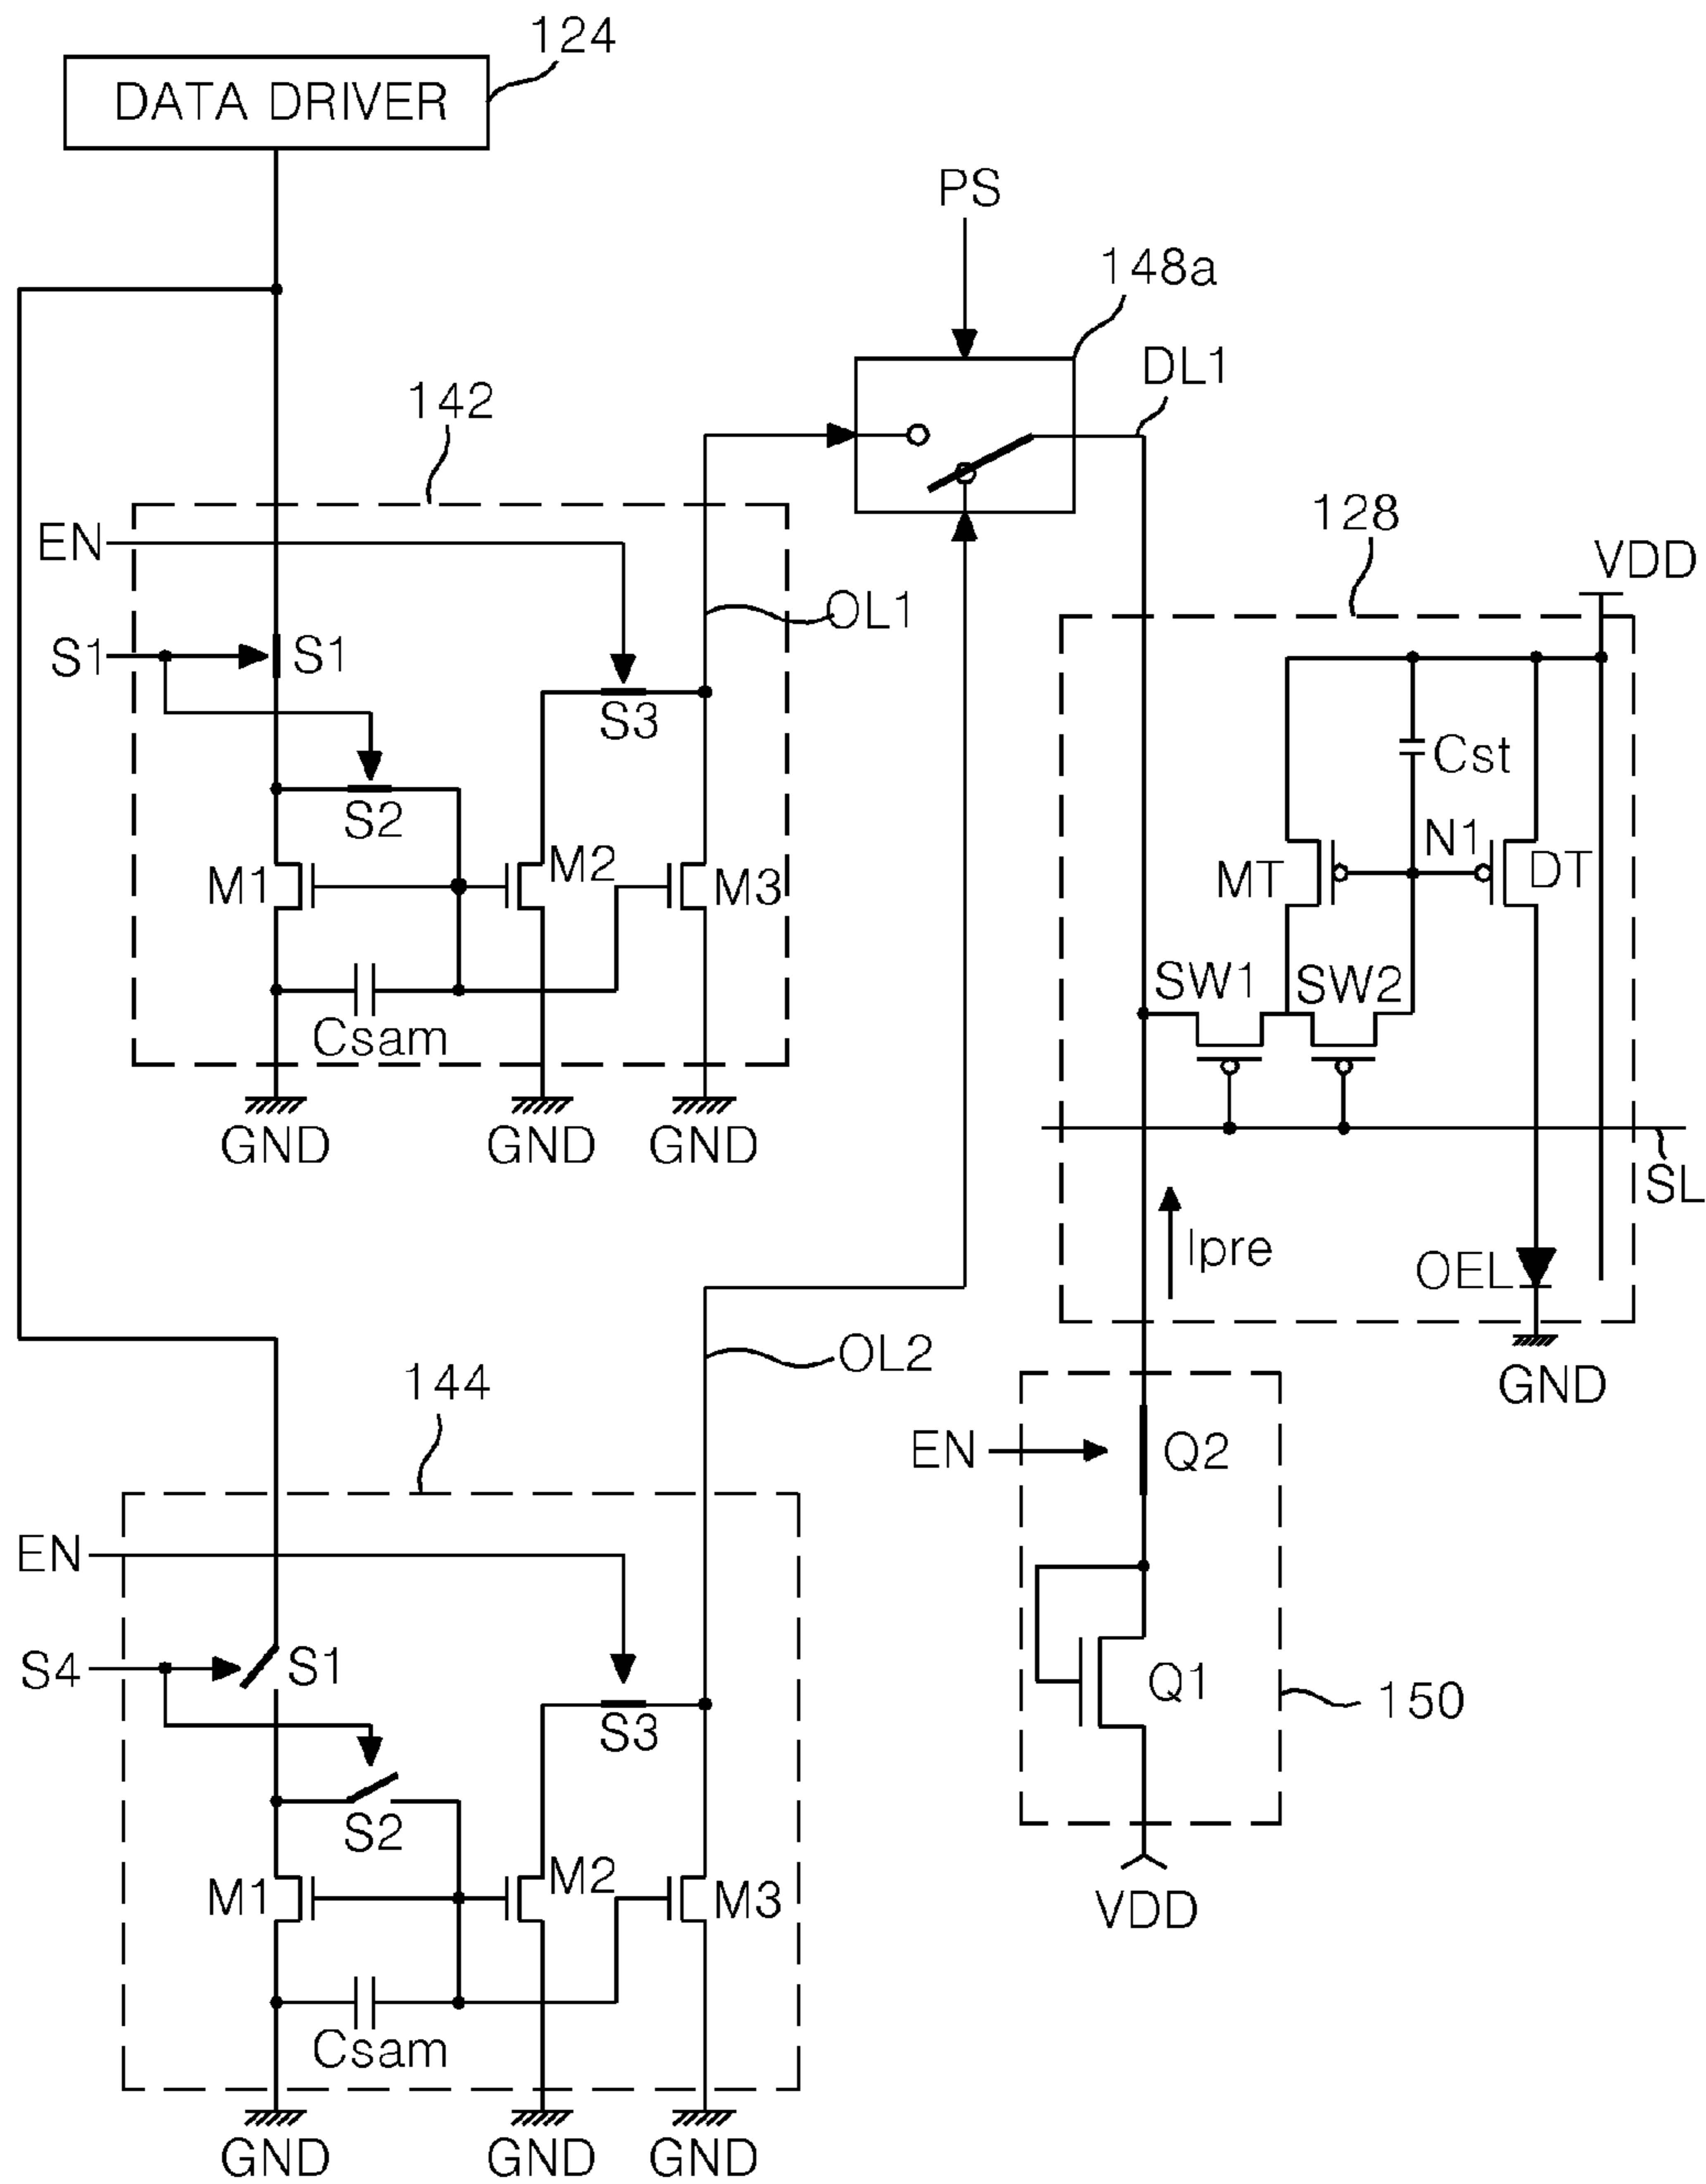 124
DATA DRIVER
PS
148a
DL1
142
128
EN
VDD
OL1
S1
S1
S3
S2
Cst
M1
M2
M3
MT
N1
DT
SW1
SW2
Csam
GND
GND
GND
SL
Ipre
OEL
OL2
GND
144
EN
Q2
EN
S4
S1
Q1
150
S3
S2
M1
M2
M3
VDD
Csam
GND
GND
GND